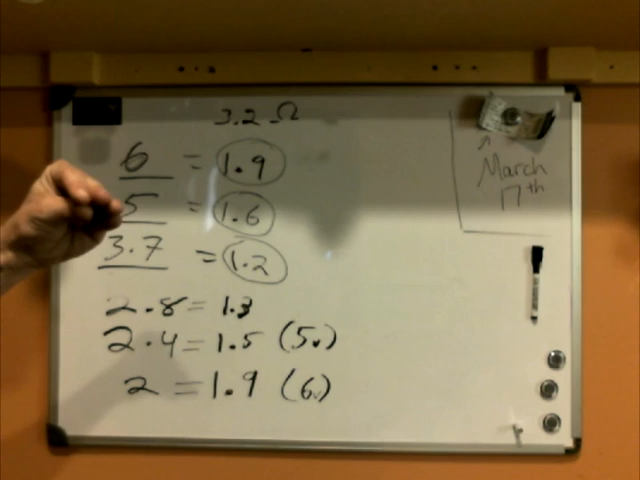 3.2 Ω
6 = 1.9
5 = 1.6
3.7 = 1.2
2.8 = 1.3
2.4 = 1.5 (5v)
2 = 1.9 (6v)
March
17th